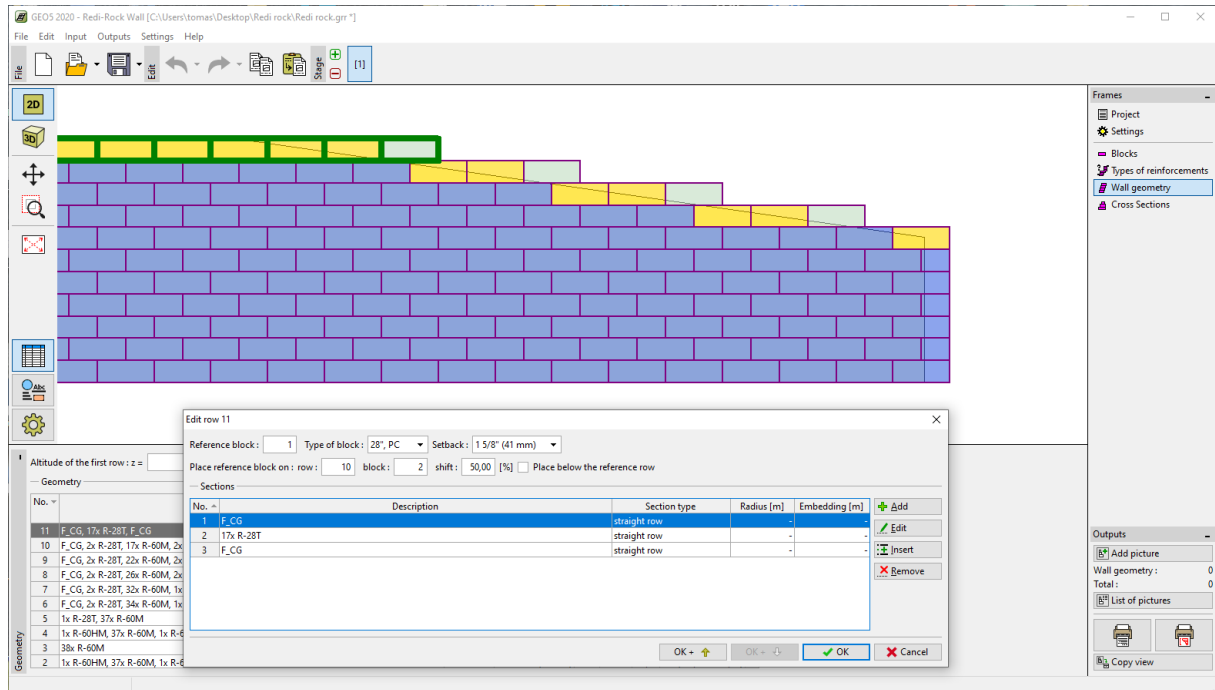 GEO5 2020 - Redi-Rock Wall [C:\Users\tomas\Desktop\Redi rock\Redi rock.grr *]
File Edit Input Outputs Settings Help
File
Edit
Stage
[1]
2D
3D
Abc
Frames
Project
Settings
Blocks
Types of reinforcements
Wall geometry
Cross Sections
Altitude of the first row : z =
Geometry
No.
11 F_CG, 17x R-28T, F_CG
10 F_CG, 2x R-28T, 17x R-60M, 2x
9 F_CG, 2x R-28T, 22x R-60M, 2x
8 F_CG, 2x R-28T, 26x R-60M, 2x
7 F_CG, 2x R-28T, 32x R-60M, 1x
6 F_CG, 2x R-28T, 34x R-60M, 1x
5 1x R-28T, 37x R-60M
4 1x R-60HM, 37x R-60M, 1x R-6
3 38x R-60M
2 1x R-60HM, 37x R-60M, 1x R-6
Geometry
Edit row 11
Reference block : 1 Type of block : 28", PC Setback : 1 5/8" (41 mm)
Place reference block on : row : 10 block : 2 shift : 50,00 [%] Place below the reference row
Sections
No. Description Section type Radius [m] Embedding [m]
1 F_CG straight row - -
2 17x R-28T straight row - -
3 F_CG straight row - -
Add
Edit
Insert
Remove
OK + OK + OK Cancel
Outputs
Add picture
Wall geometry : 0
Total : 0
List of pictures
Copy view